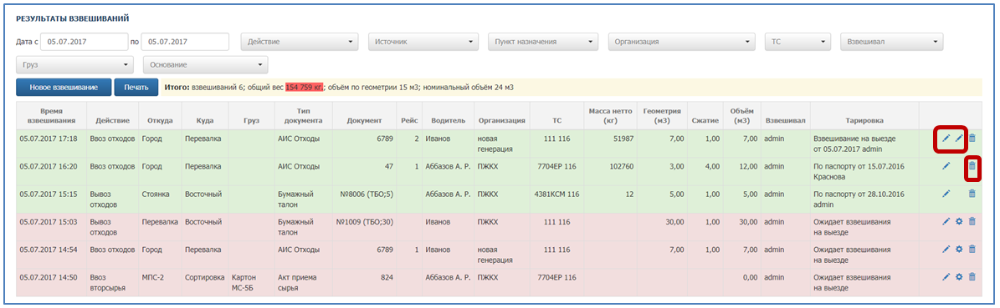 РЕЗУЛЬТАТЫ ВЗВЕШИВАНИЙ
Дата с 05.07.2017 по 05.07.2017 Действие Источник Пункт назначения Организация ТС Взвешивал
Груз Основание
Новое взвешивание Печать Итого: взвешиваний 6; общий вес 154 759 кг.; объём по геометрии 15 м3; номинальный объём 24 м3
Время взвешивания Действие Откуда Куда Груз Тип документа Документ Рейс Водитель Организация ТС Масса нетто (кг) Геометрия (м3) Сжатие Объём (м3) Взвешивал Тарировка
05.07.2017 17:18 Ввоз отходов Город Перевалка АИС Отходы 6789 2 Иванов новая генерация 111 116 51987 7,00 1,00 7,00 admin Взвешивание на выезде от 05.07.2017 admin
05.07.2017 16:20 Ввоз отходов Город Перевалка АИС Отходы 47 1 Аббазов А. Р. ПЖКХ 7704ЕР 116 102760 3,00 4,00 12,00 admin По паспорту от 15.07.2016 Краснова
05.07.2017 15:15 Вывоз отходов Стоянка Восточный Бумажный талон №8006 (ТБО;5) Аббазов А. Р. ПЖКХ 4381КСМ 116 12 5,00 1,00 5,00 admin По паспорту от 28.10.2016 admin
05.07.2017 15:03 Вывоз отходов Перевалка Восточный Бумажный талон №1009 (ТБО;30) Иванов ПЖКХ 111 116 30,00 1,00 30,00 admin Ожидает взвешивания на выезде
05.07.2017 14:54 Ввоз отходов Город Перевалка АИС Отходы 6789 1 Иванов новая генерация 111 116 7,00 1,00 7,00 admin Ожидает взвешивания на выезде
05.07.2017 14:50 Ввоз вторсырья МПС-2 Сортировка Картон МС-5Б Акт приема сырья 824 Аббазов А. Р. ПЖКХ 7704ЕР 116 0,00 admin Ожидает взвешивания на выезде